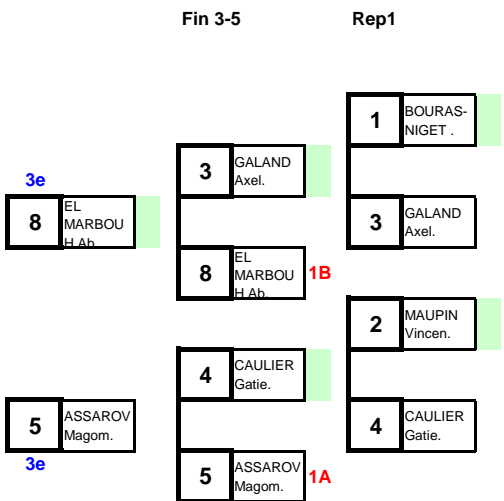 Fin 3-5
Rep1
1
BOURAS-
NIGET .
3
GALAND
Axel.
3e
8
EL
MARBOU
H Ab.
3
GALAND
Axel.
8
EL
MARBOU
H Ab.
1B
2
MAUPIN
Vincen.
4
CAULIER
Gatie.
5
ASSAROV
Magom.
3e
4
CAULIER
Gatie.
5
ASSAROV
Magom.
1A